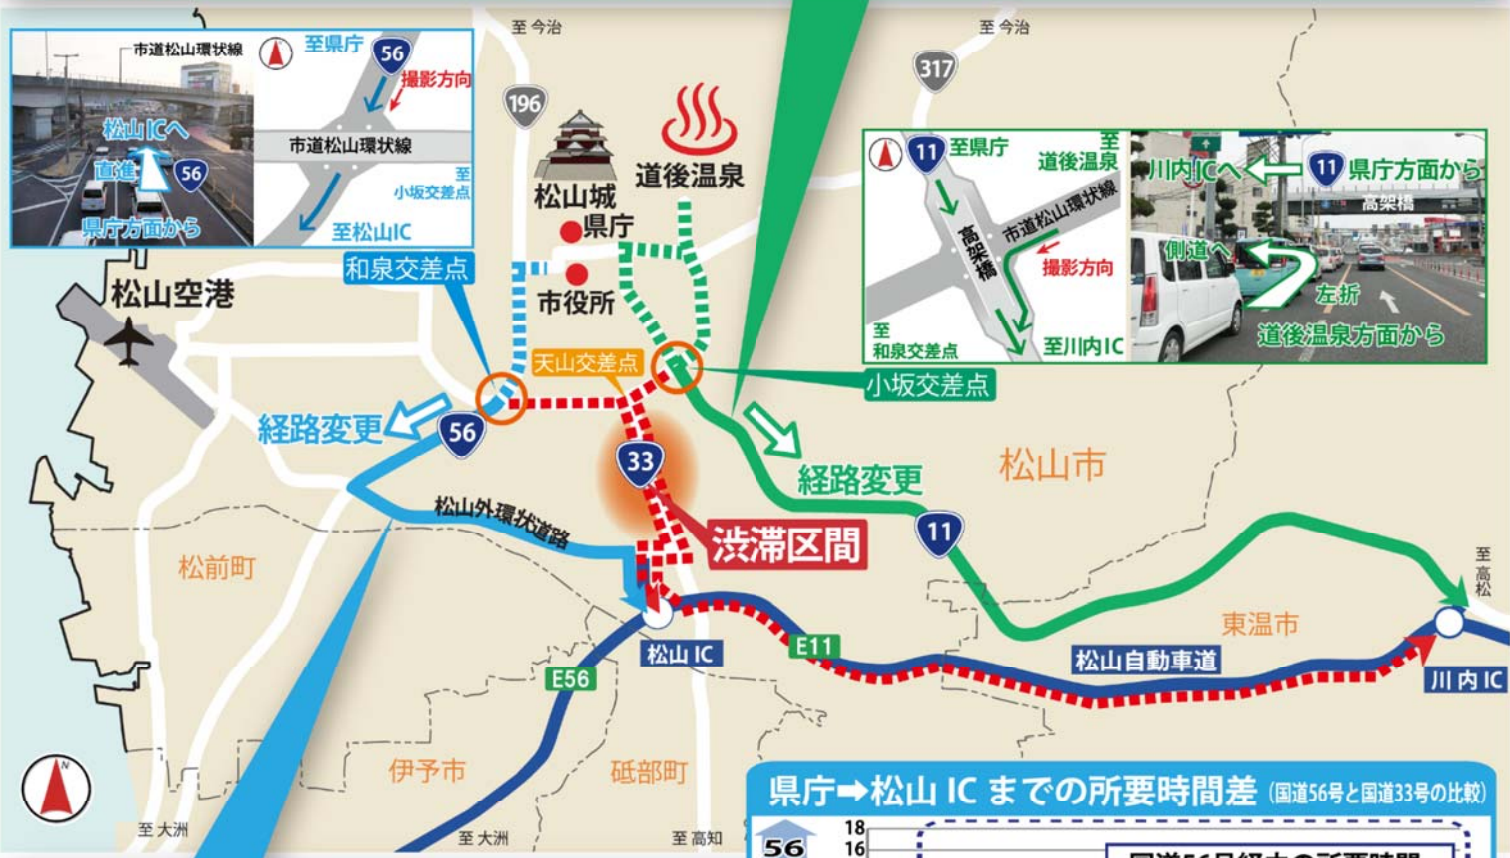 至 今治
至 今治
市道松山環状線
松山ICへ
直進
56
県庁方面から
至県庁
56
撮影方向
市道松山環状線
至
小坂交差点
至松山IC
196
317
松山城
道後温泉
県庁
市役所
和泉交差点
松山空港
11
至県庁
至
道後温泉
市道松山環状線
高架橋
撮影方向
至
和泉交差点
至川内IC
川内ICへ
11
県庁方面から
高架橋
側道へ
左折
道後温泉方面から
天山交差点
小坂交差点
経路変更
56
33
経路変更
松山市
11
松山外環状道路
渋滞区間
松前町
至 高松
東温市
松山 IC
E11
松山自動車道
川内 IC
E56
N
伊予市
砥部町
至 大洲
至 大洲
至 高知
県庁➡松山 IC までの所要時間差（国道56号と国道33号の比較）
56
18
16
国道56号経由の所要時間